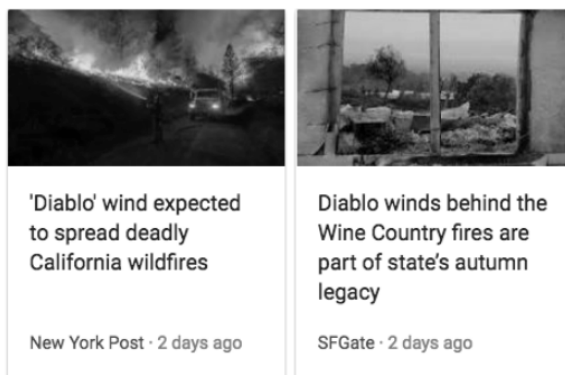 'Diablo' wind expected
to spread deadly
California wildfires
New York Post · 2 days ago
Diablo winds behind the
Wine Country fires are
part of state’s autumn
legacy
SFGate · 2 days ago